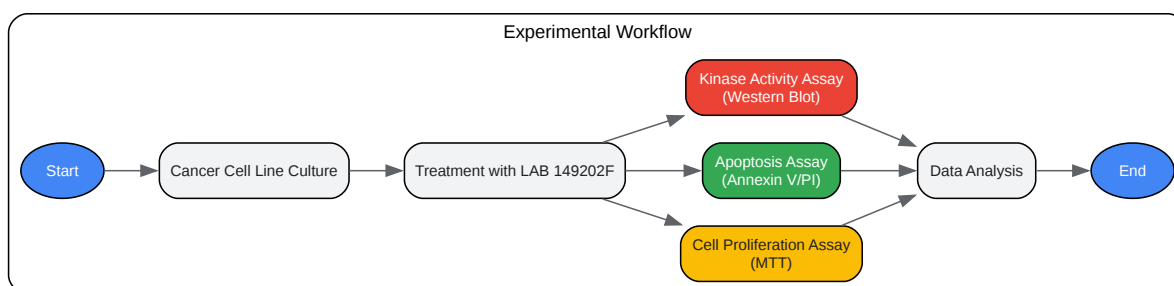 Experimental Workflow
Start
Cancer Cell Line Culture
Treatment with LAB 149202F
Kinase Activity Assay
(Western Blot)
Apoptosis Assay
(Annexin V/PI)
Cell Proliferation Assay
(MTT)
Data Analysis
End